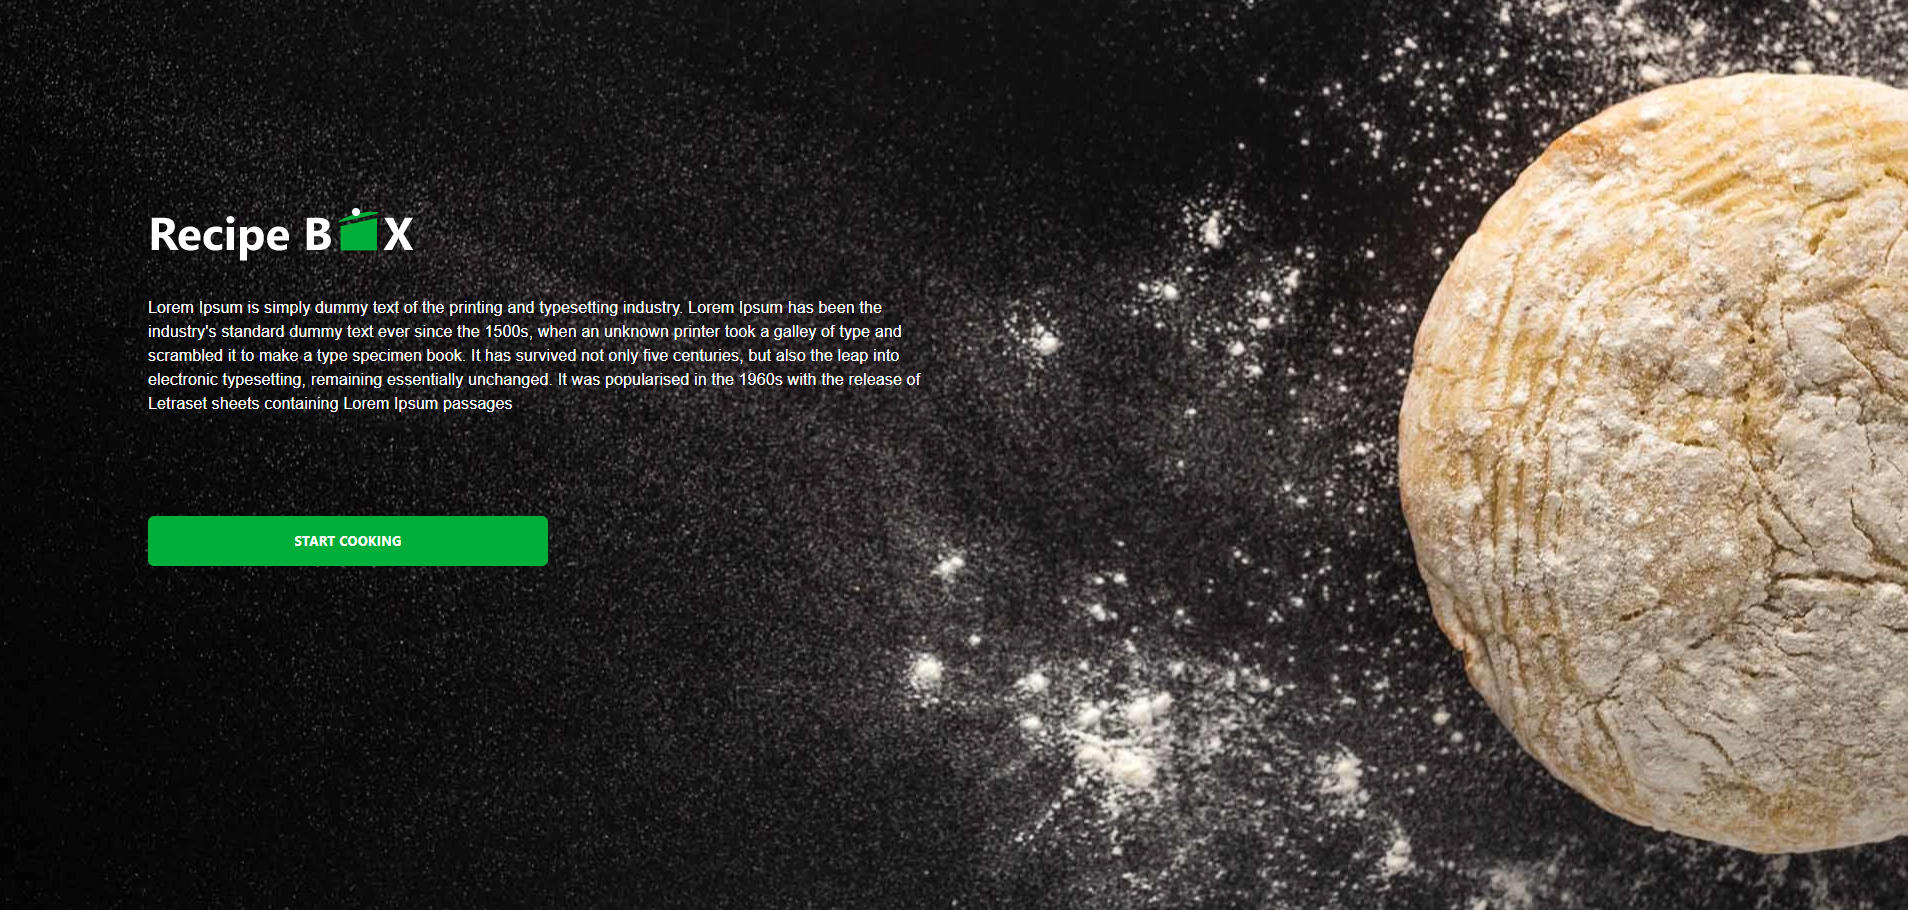 Recipe B X
Lorem Ipsum is simply dummy text of the printing and typesetting industry. Lorem Ipsum has been the
industry's standard dummy text ever since the 1500s, when an unknown printer took a galley of type and
scrambled it to make a type specimen book. It has survived not only five centuries, but also the leap into
electronic typesetting, remaining essentially unchanged. It was popularised in the 1960s with the release of
Letraset sheets containing Lorem Ipsum passages
START COOKING